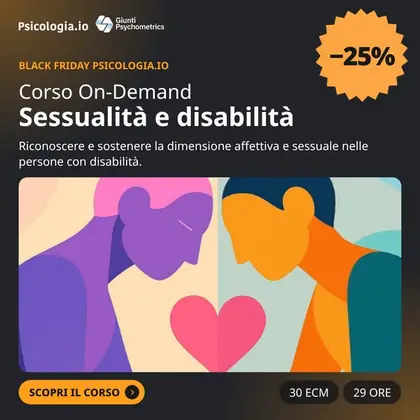 Psicologia.io
Giunti
Psychometrics
−25%
BLACK FRIDAY PSICOLOGIA.IO
Corso On-Demand
Sessualità e disabilità
Riconoscere e sostenere la dimensione affettiva e sessuale nelle
persone con disabilità.
SCOPRI IL CORSO
30 ECM
29 ORE